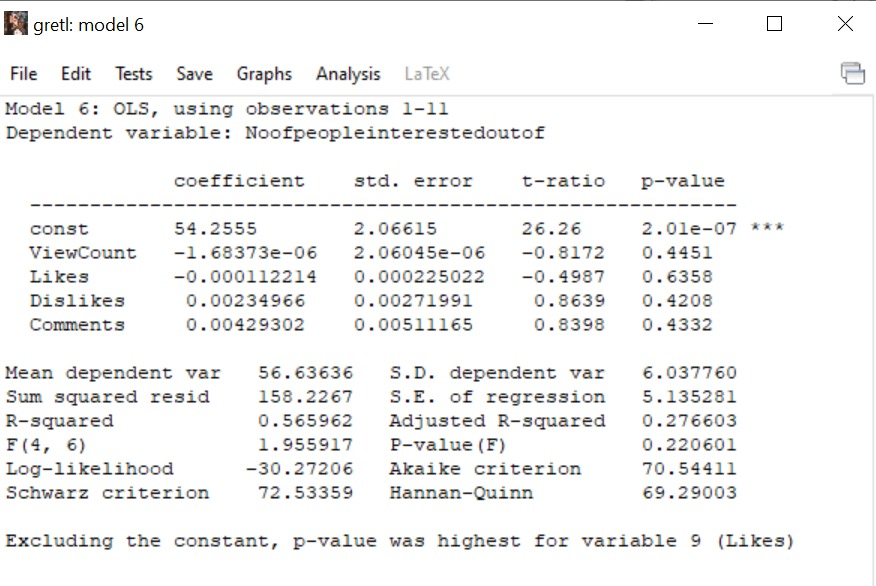 gretl: model 6
File Edit Tests Save Graphs Analysis LaTeX
Model 6: OLS, using observations 1-11
Dependent variable: Noofpeopleinterestedoutof
coefficient std. error t-ratio p-value
const 54.2555 2.06615 26.26 2.01e-07 ***
ViewCount -1.68373e-06 2.06045e-06 -0.8172 0.4451
Likes -0.000112214 0.000225022 -0.4987 0.6358
Dislikes 0.00234966 0.00271991 0.8639 0.4208
Comments 0.00429302 0.00511165 0.8398 0.4332
Mean dependent var 56.63636 S.D. dependent var 6.037760
Sum squared resid 158.2267 S.E. of regression 5.135281
R-squared 0.565962 Adjusted R-squared 0.276603
F(4, 6) 1.955917 P-value(F) 0.220601
Log-likelihood -30.27206 Akaike criterion 70.54411
Schwarz criterion 72.53359 Hannan-Quinn 69.29003
Excluding the constant, p-value was highest for variable 9 (Likes)